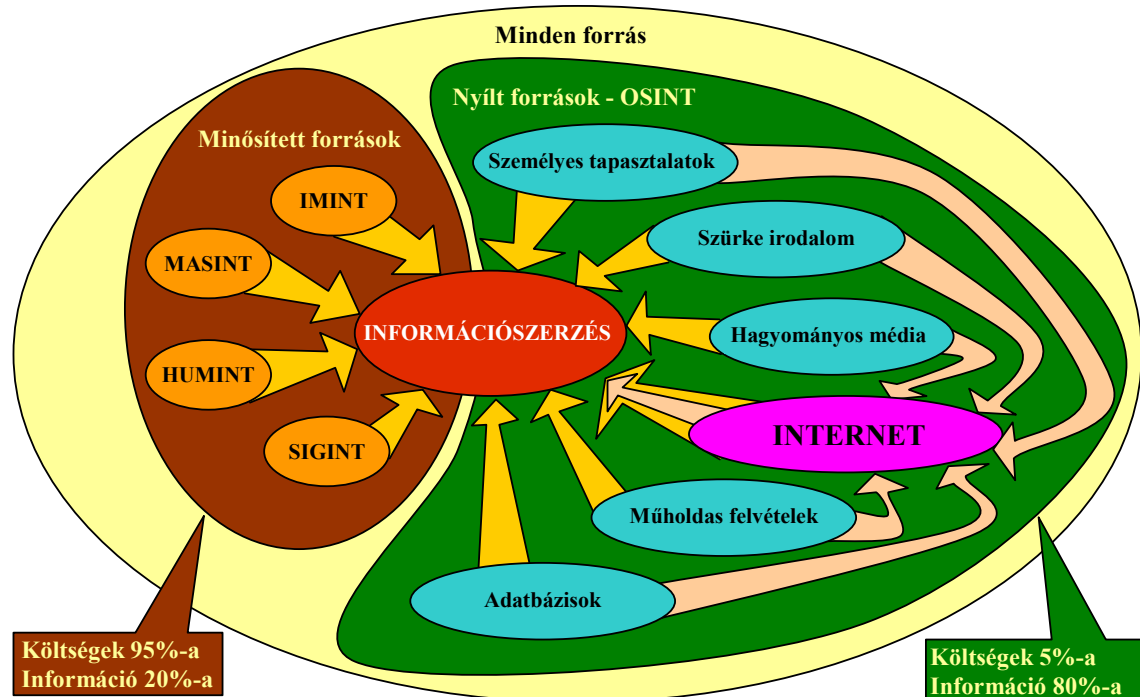 Minden forrás
Nyílt források - OSINT
Minősített források
Személyes tapasztalatok
IMINT
Szürke irodalom
MASINT
INFORMÁCIÓSZERZÉS
Hagyományos média
HUMINT
INTERNET
SIGINT
Műholdas felvételek
Adatbázisok
Költségek 95%-a
Információ 20%-a
Költségek 5%-a
Információ 80%-a